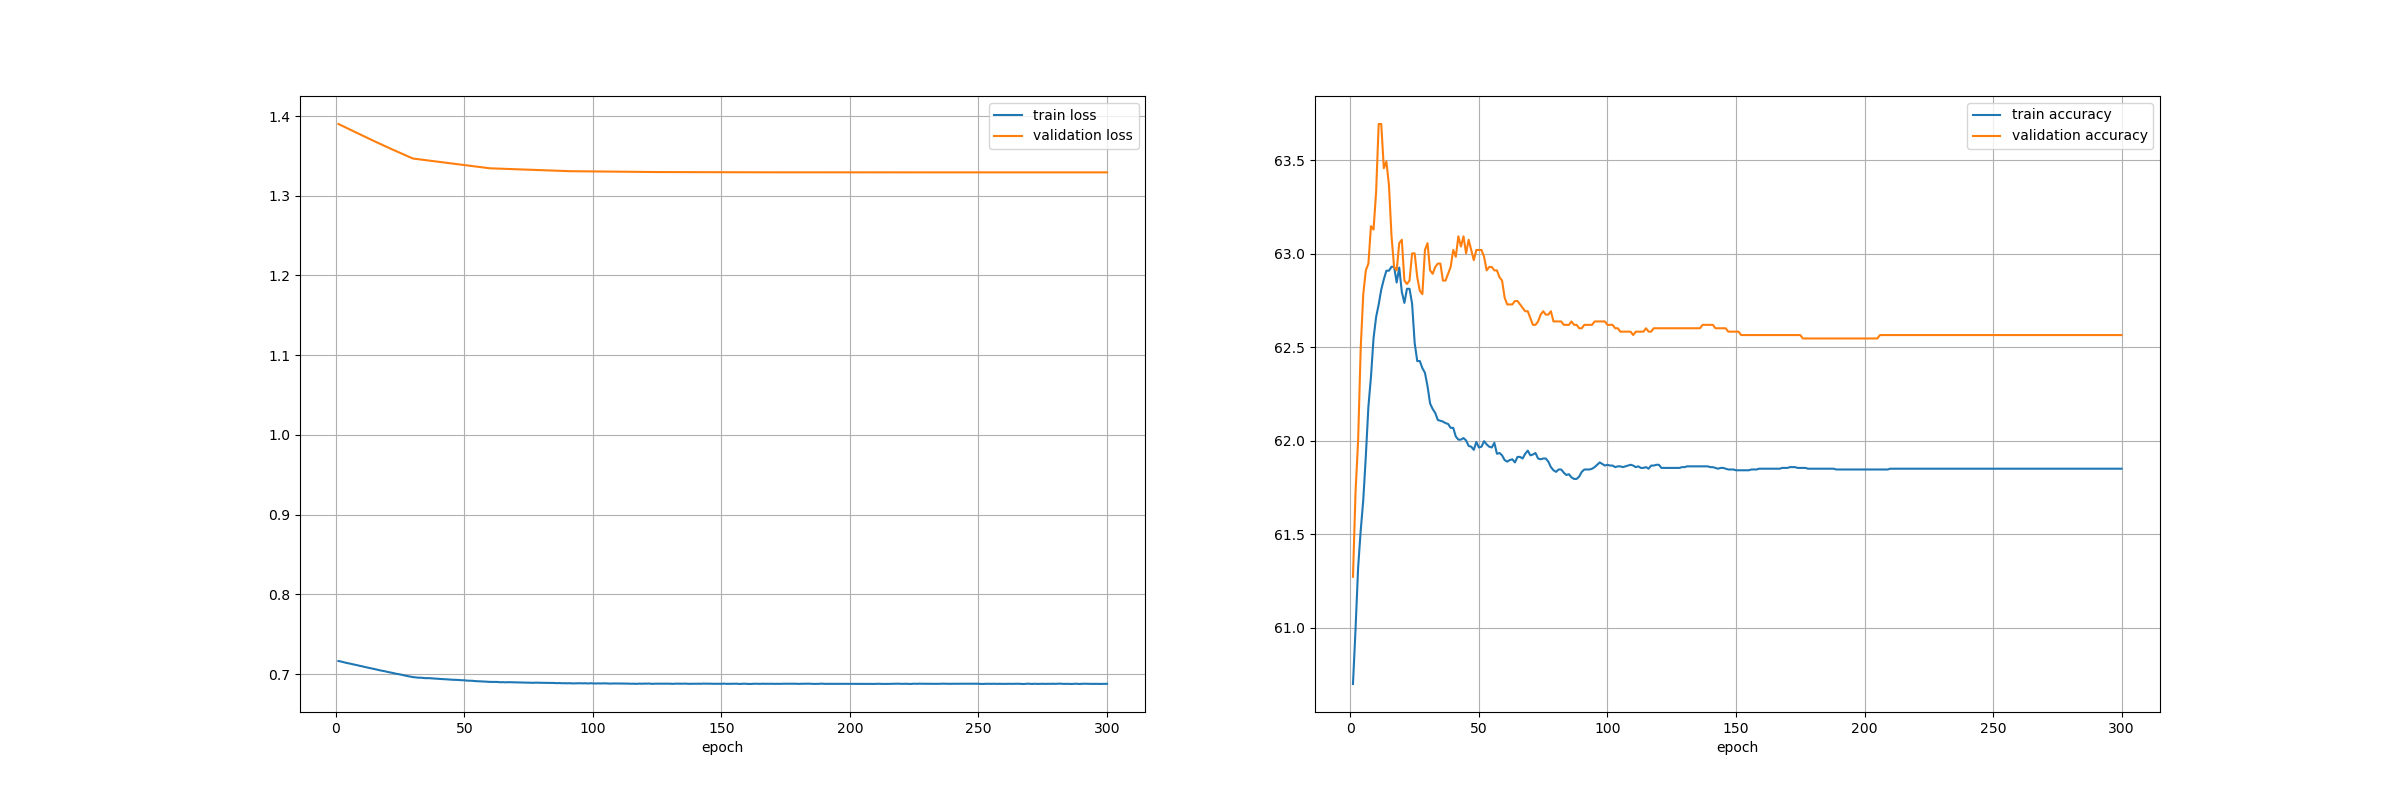 train loss
validation loss
1.4
1.3
1.2
1.1
1.0
0.9
0.8
0.7
0 50 100 150 200 250 300
epoch
train accuracy
validation accuracy
63.5
63.0
62.5
62.0
61.5
61.0
0 50 100 150 200 250 300
epoch